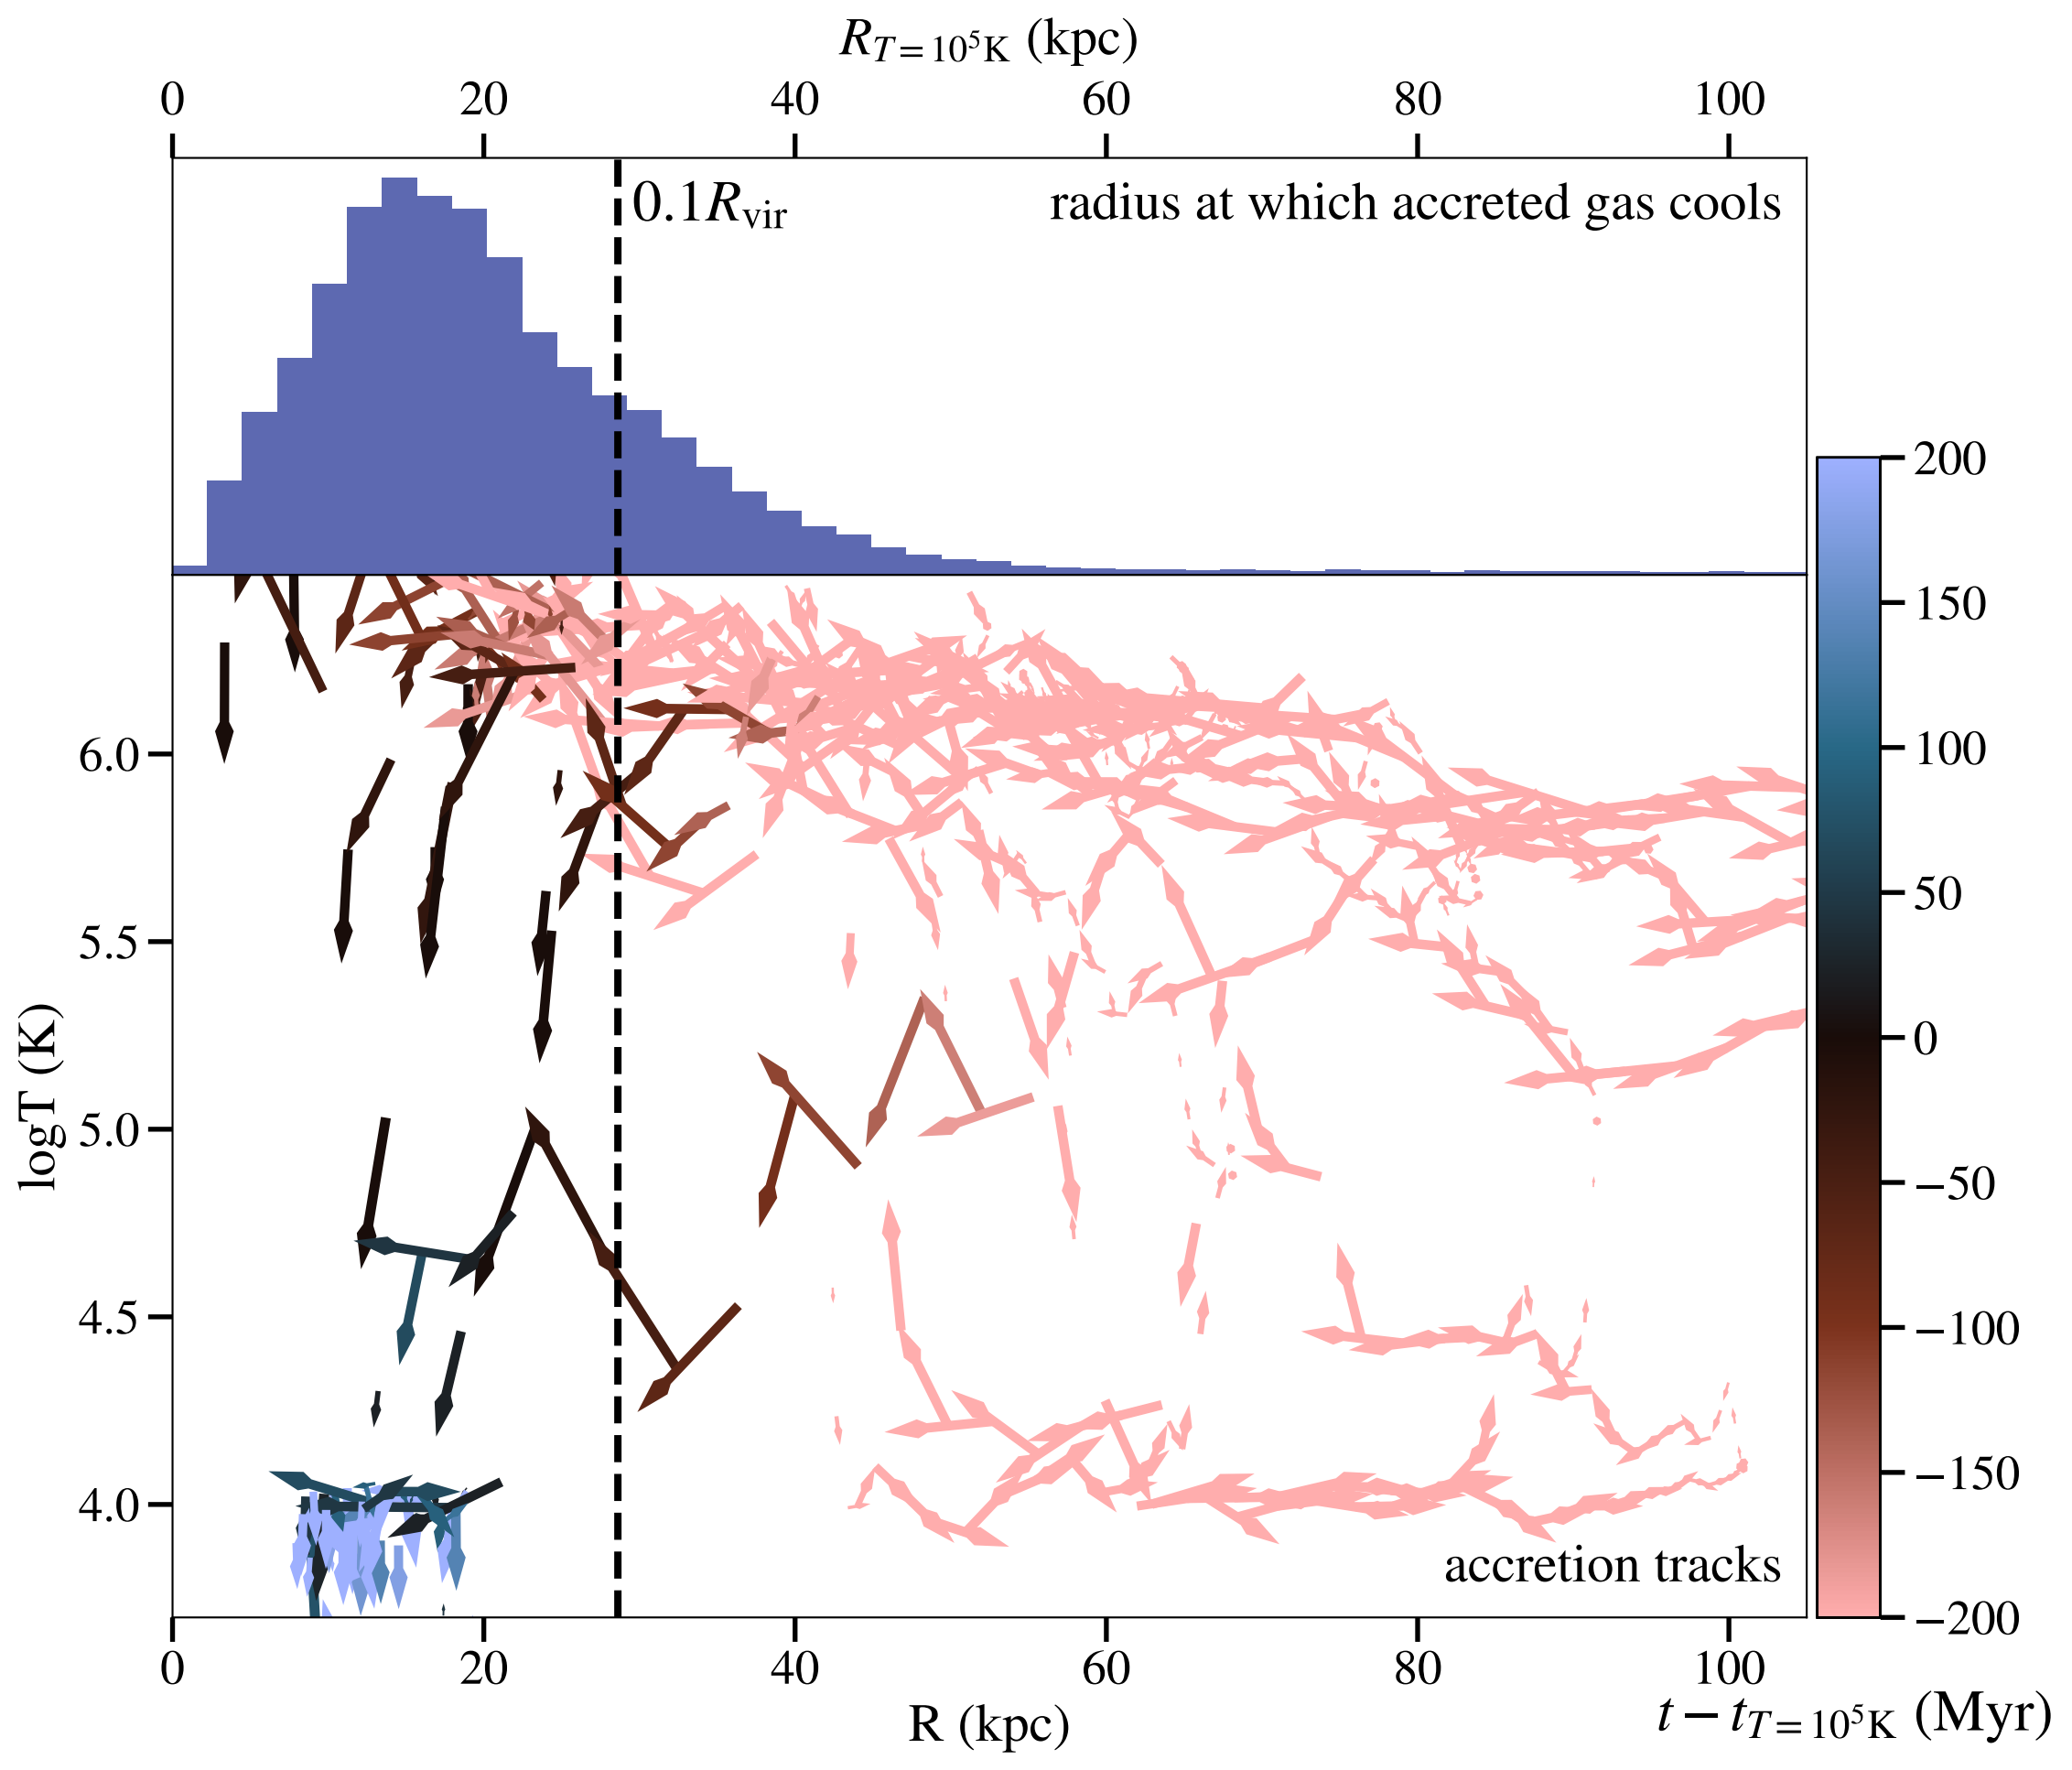 R_{T=10^5K} (kpc)
0 20 40 60 80 100
0.1R_{vir}
radius at which accreted gas cools
200
150
100
50
0
−50
−100
−150
−200
6.0
5.5
5.0
4.5
4.0
logT (K)
accretion tracks
0 20 40 60 80 100
R (kpc)
t − t_{T=10^5K} (Myr)